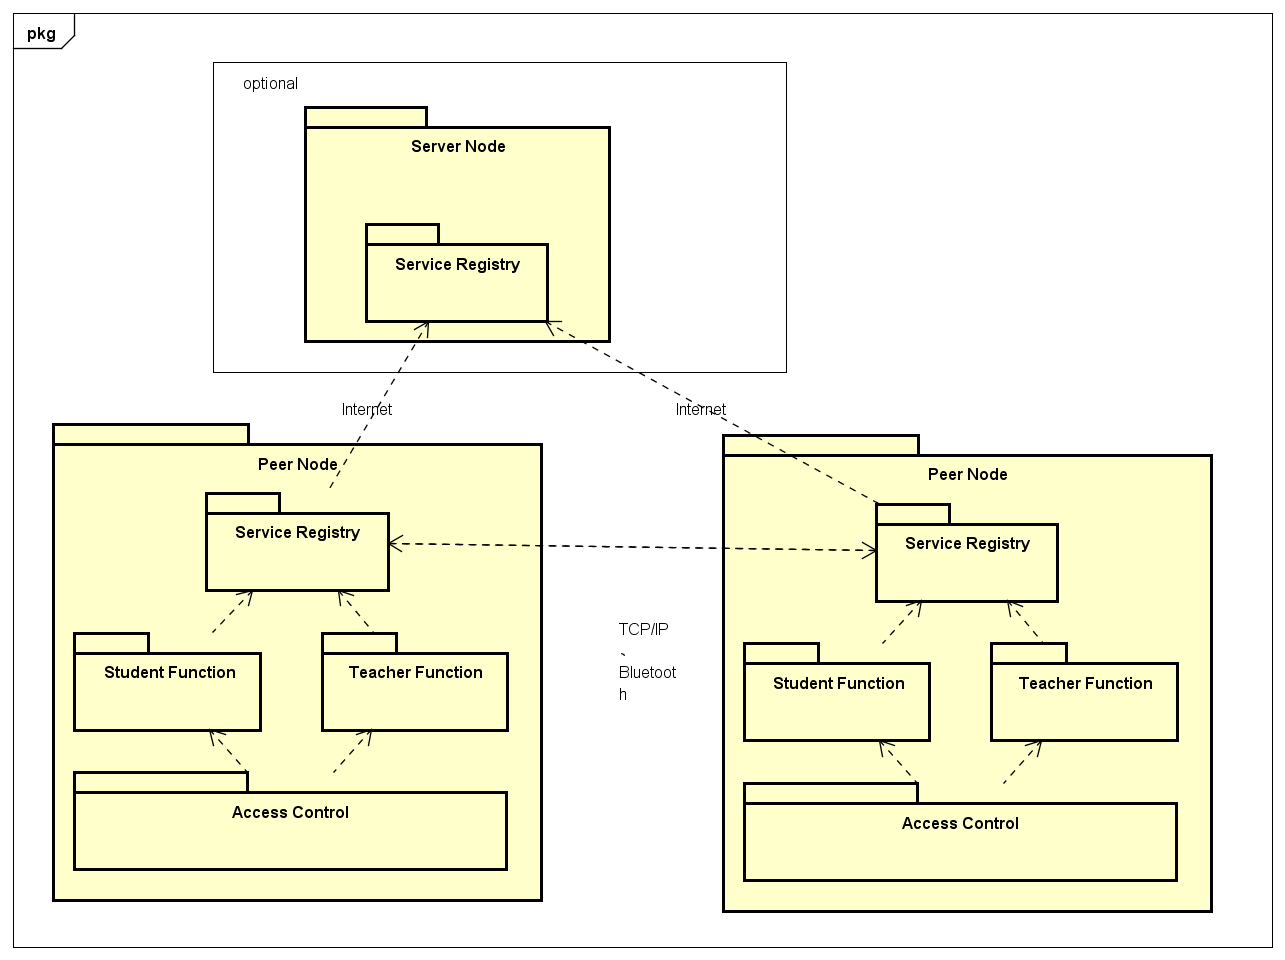 pkg
optional
Server Node
Service Registry
Internet
Internet
Peer Node
Service Registry
Student Function
Teacher Function
Access Control
TCP/IP
、
Bluetoot
h
Peer Node
Service Registry
Student Function
Teacher Function
Access Control